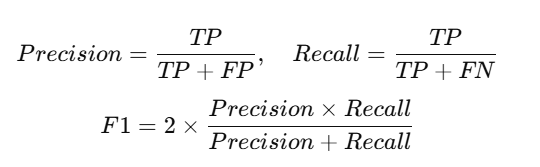 Precision = TP / (TP + FP), Recall = TP / (TP + FN)
F1 = 2 × (Precision × Recall) / (Precision + Recall)